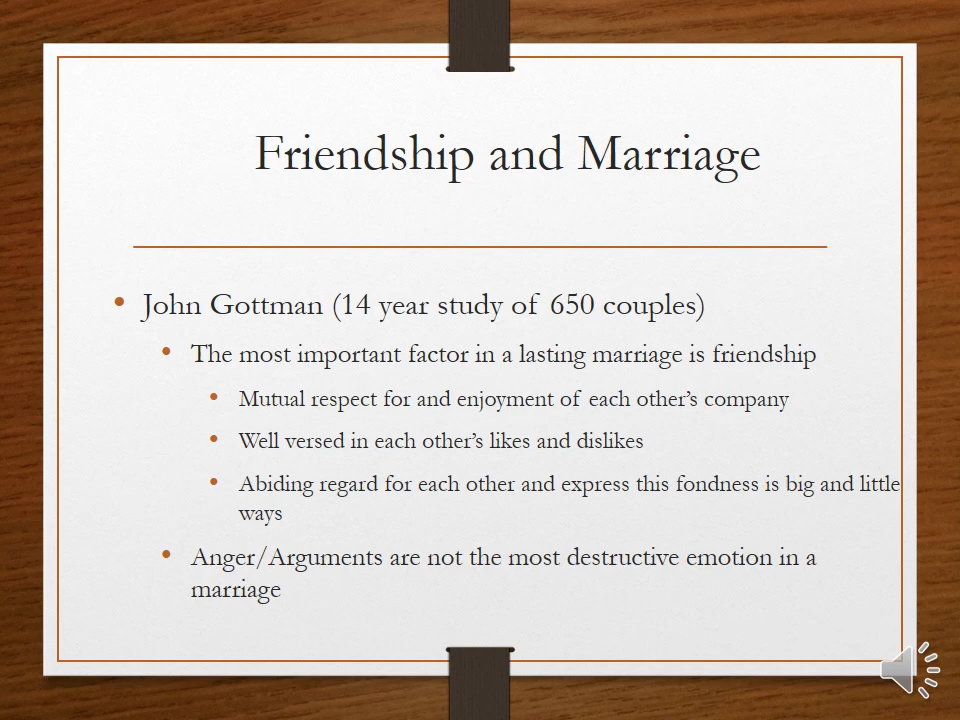 Friendship and Marriage
• John Gottman (14 year study of 650 couples)
• The most important factor in a lasting marriage is friendship
• Mutual respect for and enjoyment of each other’s company
• Well versed in each other’s likes and dislikes
• Abiding regard for each other and express this fondness is big and little
ways
• Anger/Arguments are not the most destructive emotion in a
marriage